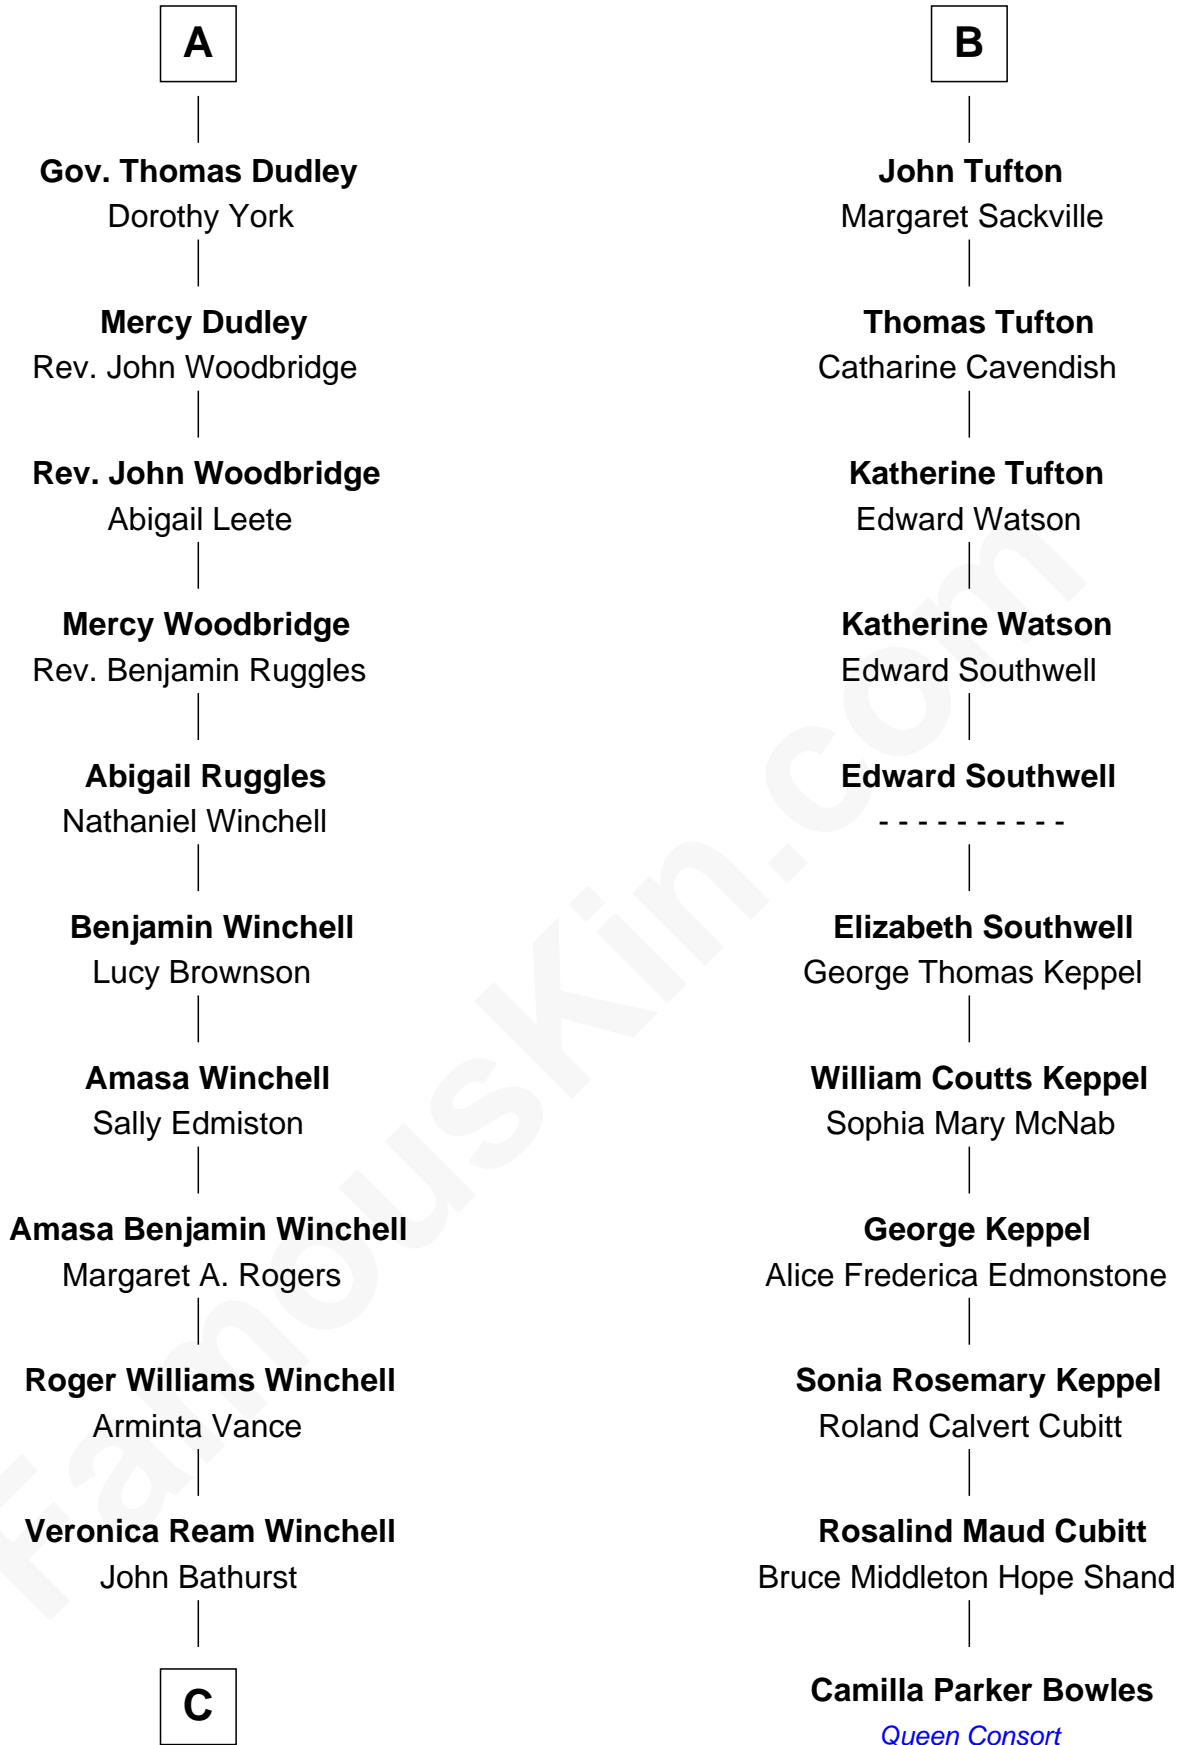 A
Gov. Thomas Dudley
Dorothy York
Mercy Dudley
Rev. John Woodbridge
Rev. John Woodbridge
Abigail Leete
Mercy Woodbridge
Rev. Benjamin Ruggles
Abigail Ruggles
Nathaniel Winchell
Benjamin Winchell
Lucy Brownson
Amasa Winchell
Sally Edmiston
Amasa Benjamin Winchell
Margaret A. Rogers
Roger Williams Winchell
Arminta Vance
Veronica Ream Winchell
John Bathurst
C
B
John Tufton
Margaret Sackville
Thomas Tufton
Catharine Cavendish
Katherine Tufton
Edward Watson
Katherine Watson
Edward Southwell
Edward Southwell
- - - - - - - - - -
Elizabeth Southwell
George Thomas Keppel
William Coutts Keppel
Sophia Mary McNab
George Keppel
Alice Frederica Edmonstone
Sonia Rosemary Keppel
Roland Calvert Cubitt
Rosalind Maud Cubitt
Bruce Middleton Hope Shand
Camilla Parker Bowles
Queen Consort
FamousKin.com